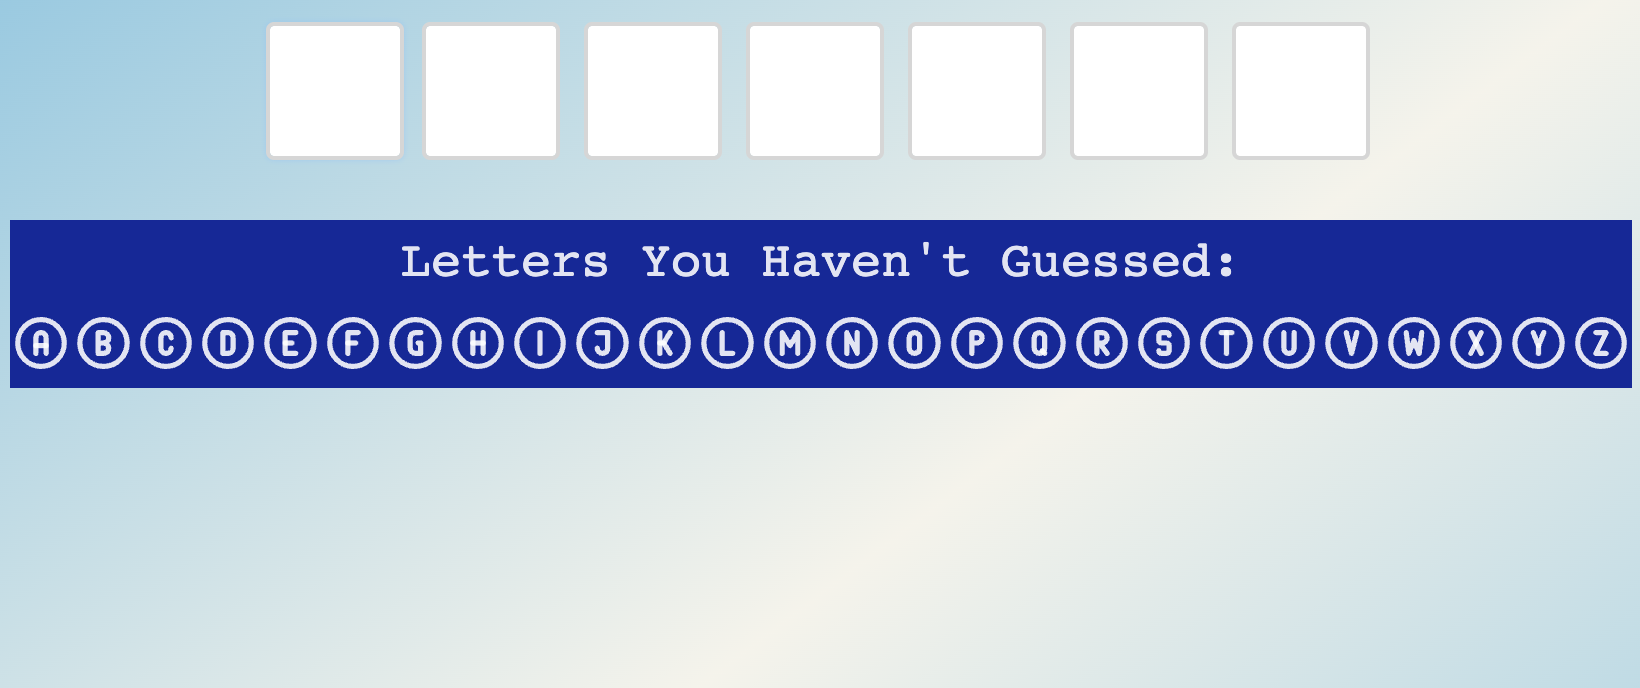 Letters You Haven't Guessed:
A B C D E F G H I J K L M N O P Q R S T U V W X Y Z